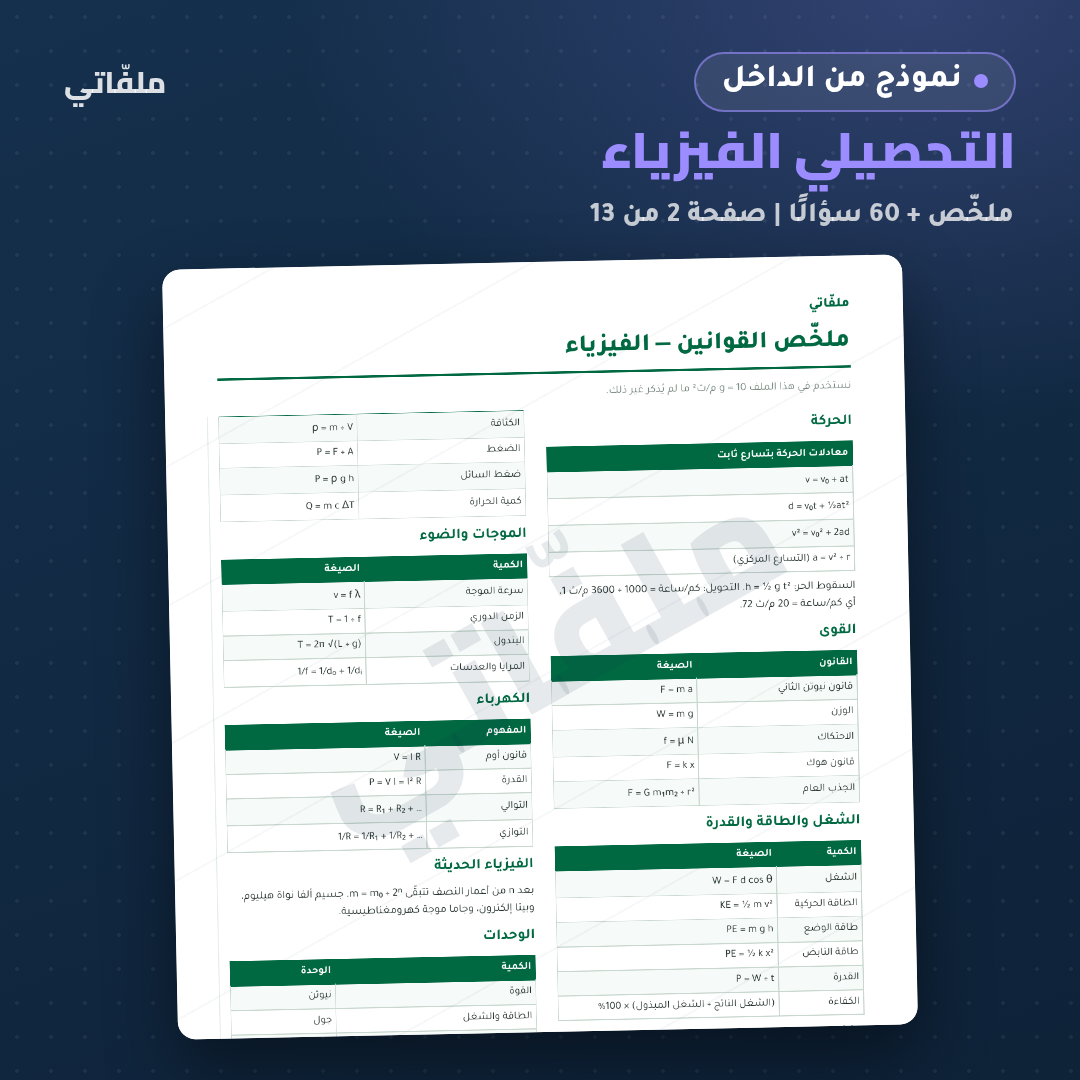 ملفّاتي
نموذج من الداخل
التحصيلي الفيزياء
ملخّص + 60 سؤالًا | صفحة 2 من 13
ملفّاتي
ملخّص القوانين — الفيزياء
نستخدم في هذا الملف g = 10 م/ث² ما لم يُذكر غير ذلك.
الحركة
معادلات الحركة بتسارع ثابت
v = v₀ + at
d = v₀t + ½at²
v² = v₀² + 2ad
a = v² ÷ r (التسارع المركزي)
السقوط الحر: h = ½ g t². التحويل: كم/ساعة = 1000 ÷ 3600 م/ث 1,
أي كم/ساعة = 20 م/ث 72.
القوى
القانون الصيغة
قانون نيوتن الثاني F = m a
الوزن W = m g
الاحتكاك f = μ N
قانون هوك F = k x
الجذب العام F = G m₁m₂ ÷ r²
الشغل والطاقة والقدرة
الكمية الصيغة
الشغل W = F d cos θ
الطاقة الحركية KE = ½ m v²
طاقة الوضع PE = m g h
طاقة النابض PE = ½ k x²
القدرة P = W ÷ t
الكفاءة (الشغل الناتج ÷ الشغل المبذول) × 100%
الكثافة ρ = m ÷ V
الضغط P = F ÷ A
ضغط السائل P = ρ g h
كمية الحرارة Q = m c ΔT
الموجات والضوء
الكمية الصيغة
سرعة الموجة v = f λ
الزمن الدوري T = 1 ÷ f
البندول T = 2π √(L ÷ g)
المرايا والعدسات 1/f = 1/d₀ + 1/dᵢ
الكهرباء
المفهوم الصيغة
قانون أوم V = I R
القدرة P = V I = I² R
التوالي R = R₁ + R₂ + ...
التوازي 1/R = 1/R₁ + 1/R₂ + ...
الفيزياء الحديثة
بعد n من أعمار النصف تتبقّى m = m₀ ÷ 2ⁿ. جسيم ألفا نواة هيليوم,
وبيتا إلكترون, وجاما موجة كهرومغناطيسية.
الوحدات
الكمية الوحدة
القوة نيوتن
الطاقة والشغل جول
ملفّاتي